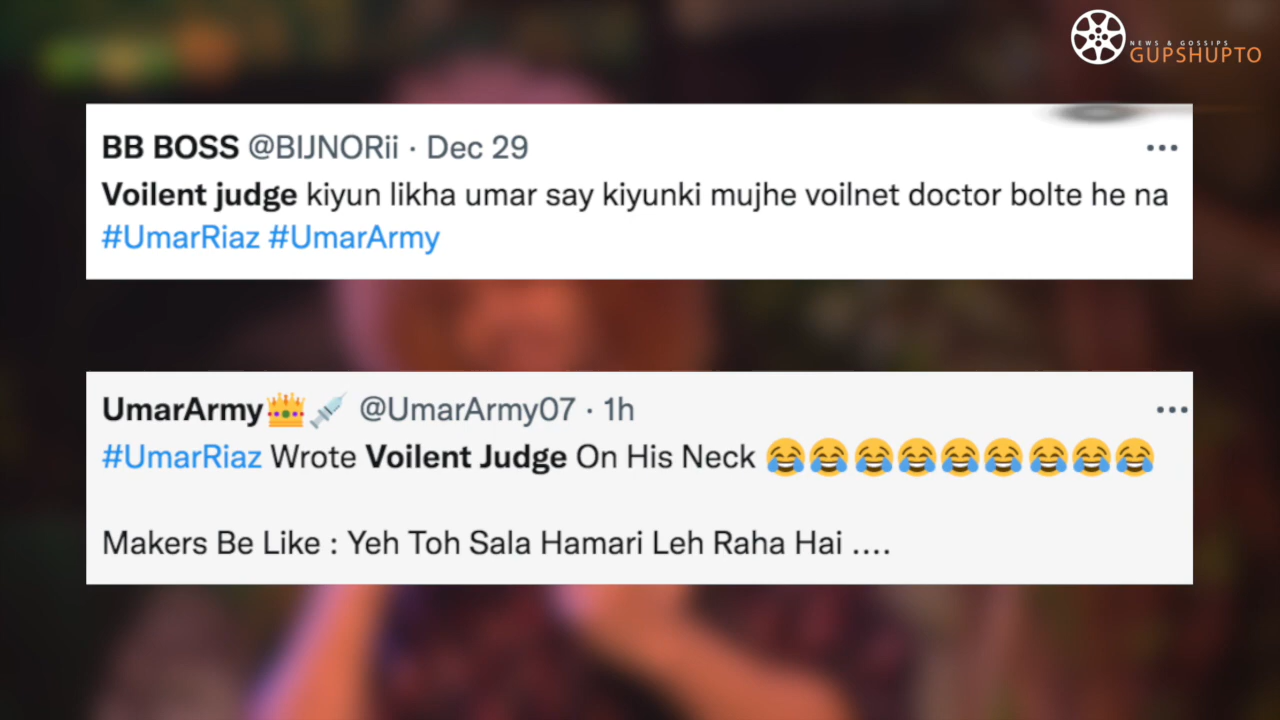 NEWS & GOSSIPS
GUPSHUPTO
BB BOSS @BIJNORii · Dec 29
Voilent judge kiyun likha umar say kiyunki mujhe voilnet doctor bolte he na
#UmarRiaz #UmarArmy
UmarArmy👑💉 @UmarArmy07 · 1h
#UmarRiaz Wrote Voilent Judge On His Neck 😂😂😂😂😂😂😂😂😂
Makers Be Like : Yeh Toh Sala Hamari Leh Raha Hai ....